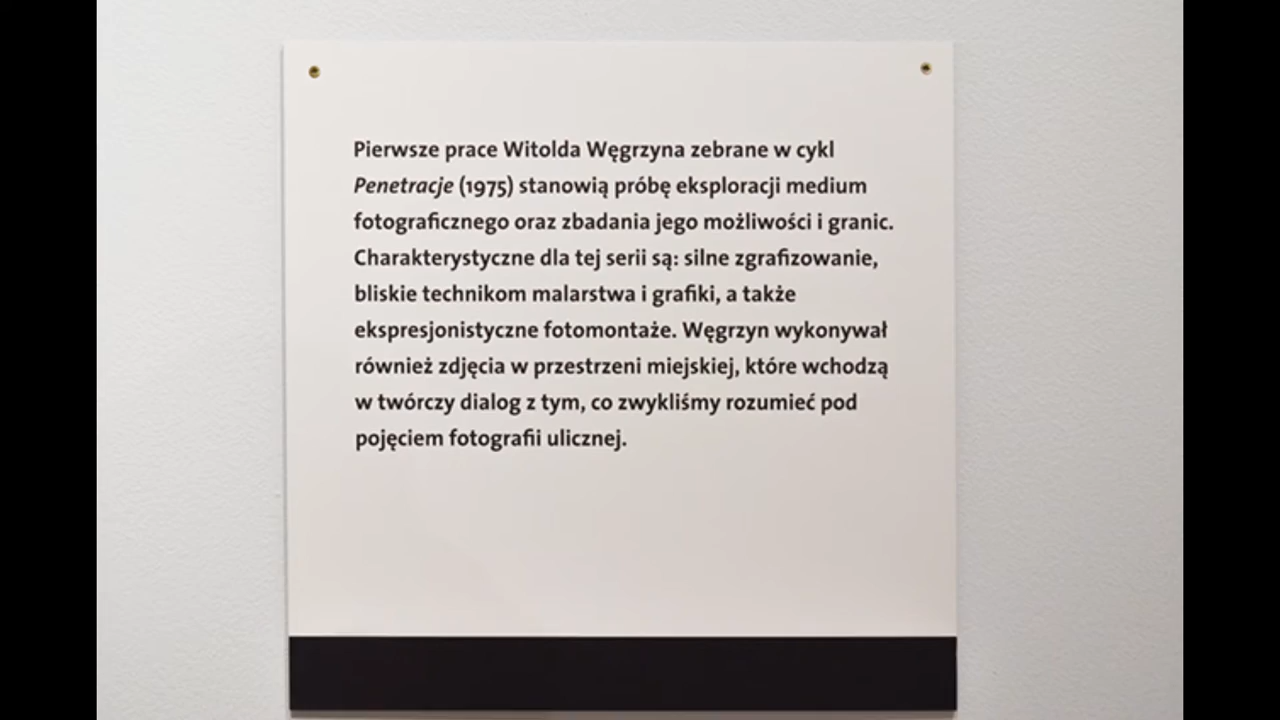 Pierwsze prace Witolda Węgrzyna zebrane w cykl
Penetracje (1975) stanowią próbę eksploracji medium
fotograficznego oraz zbadania jego możliwości i granic.
Charakterystyczne dla tej serii są: silne zgrafizowanie,
bliskie technikom malarstwa i grafiki, a także
ekspresjonistyczne fotomontaże. Węgrzyn wykonywał
również zdjęcia w przestrzeni miejskiej, które wchodzą
w twórczy dialog z tym, co zwykliśmy rozumieć pod
pojęciem fotografii ulicznej.